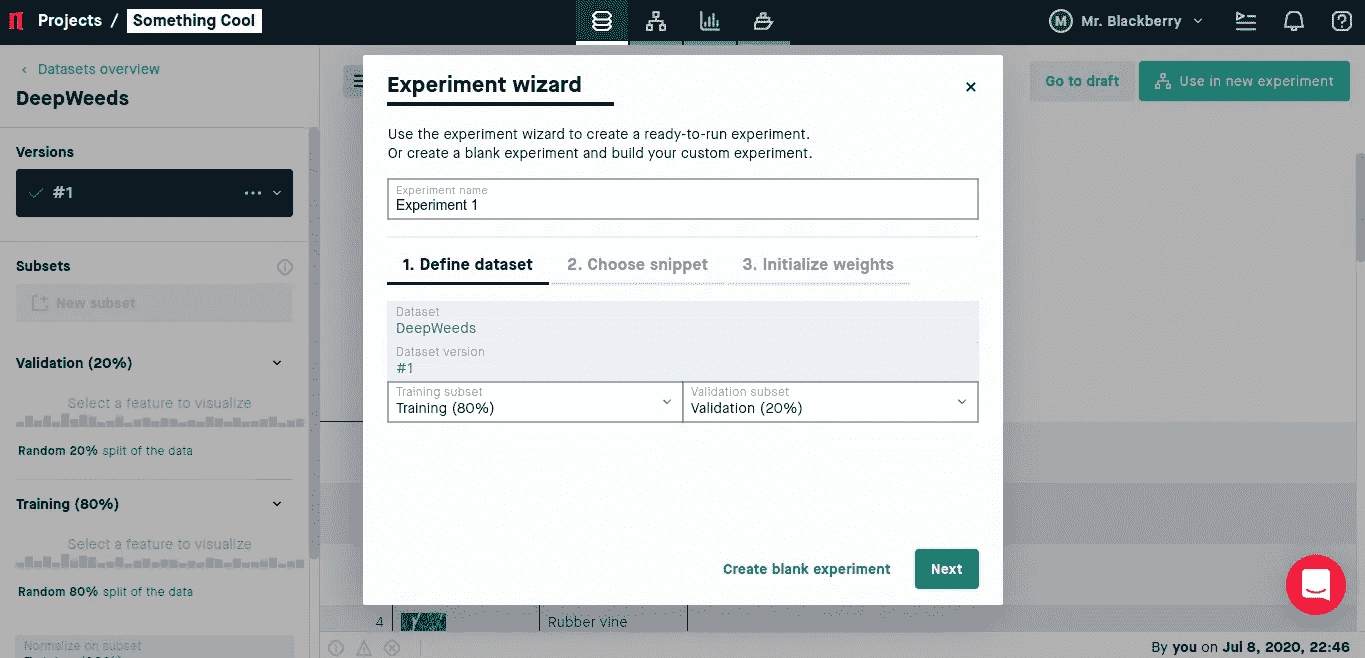 Projects / Something Cool
Mr. Blackberry
Datasets overview
DeepWeeds
Versions
#1
Subsets
New subset
Validation (20%)
Select a feature to visualize
Random 20% split of the data
Training (80%)
Select a feature to visualize
Random 80% split of the data
Normalize on subset
Go to draft
Use in new experiment
Experiment wizard
Use the experiment wizard to create a ready-to-run experiment.
Or create a blank experiment and build your custom experiment.
Experiment name
Experiment 1
1. Define dataset 2. Choose snippet 3. Initialize weights
Dataset
DeepWeeds
Dataset version
#1
Training subset
Training (80%)
Validation subset
Validation (20%)
Create blank experiment
Next
4 Rubber vine
By you on Jul 8, 2020, 22:46